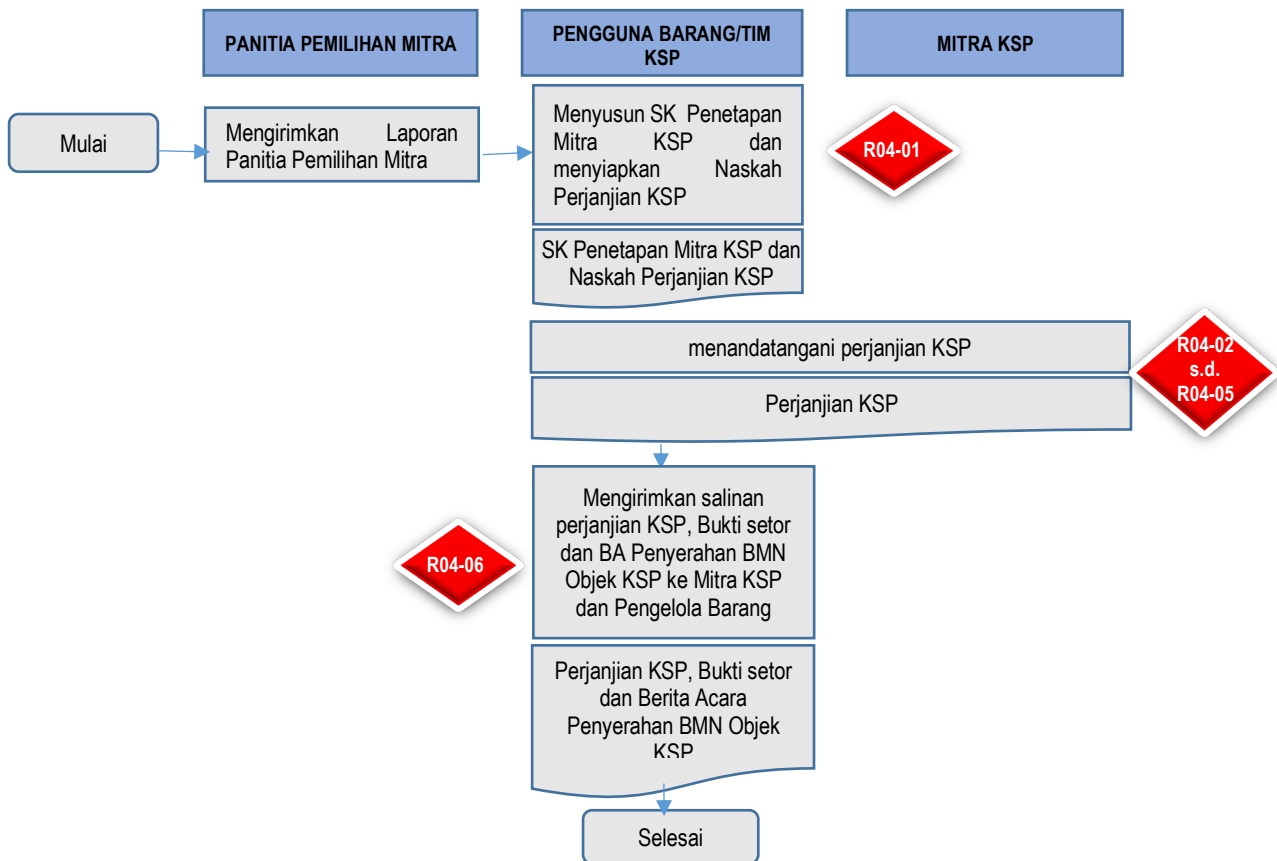 PANITIA PEMILIHAN MITRA
PENGGUNA BARANG/TIM
KSP
MITRA KSP
Mulai
Mengirimkan Laporan
Panitia Pemilihan Mitra
Menyusun SK Penetapan
Mitra KSP dan
menyiapkan Naskah
Perjanjian KSP
R04-01
SK Penetapan Mitra KSP dan
Naskah Perjanjian KSP
menandatangani perjanjian KSP
R04-02
s.d.
R04-05
Perjanjian KSP
Mengirimkan salinan
perjanjian KSP, Bukti setor
dan BA Penyerahan BMN
Objek KSP ke Mitra KSP
dan Pengelola Barang
R04-06
Perjanjian KSP, Bukti setor
dan Berita Acara
Penyerahan BMN Objek
KSP
Selesai